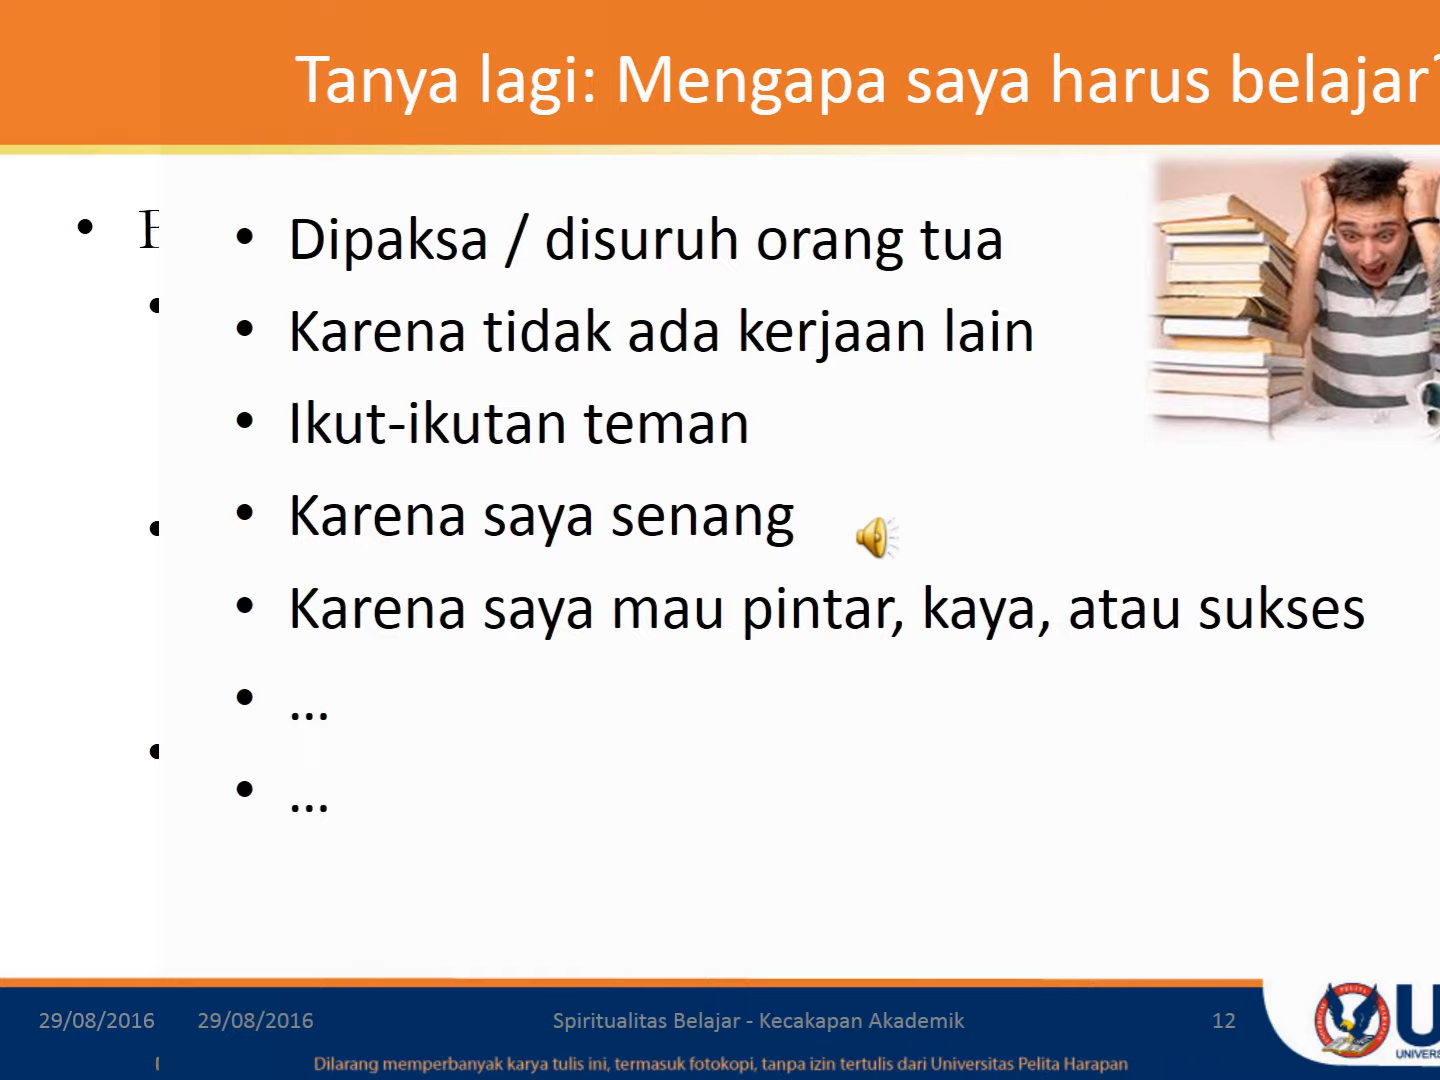 Tanya lagi: Mengapa saya harus belajar?
• Dipaksa / disuruh orang tua
• Karena tidak ada kerjaan lain
• Ikut-ikutan teman
• Karena saya senang
• Karena saya mau pintar, kaya, atau sukses
• ...
• ...
29/08/2016 29/08/2016 Spiritualitas Belajar - Kecakapan Akademik 12
Dilarang memperbanyak karya tulis ini, termasuk fotokopi, tanpa izin tertulis dari Universitas Pelita Harapan